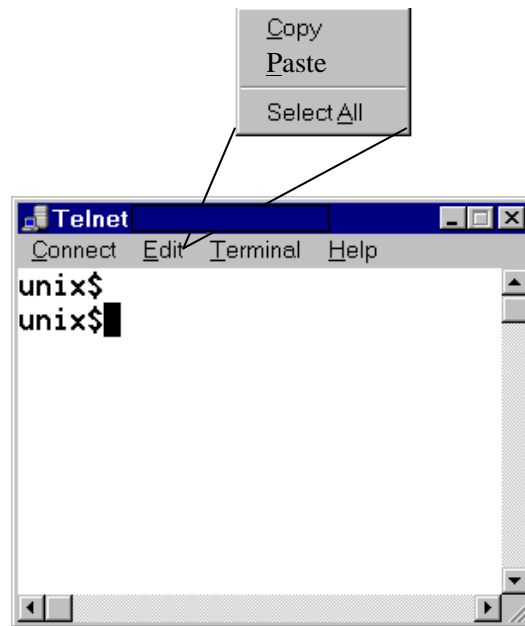 Copy
Paste
Select All
Telnet
Connect Edit Terminal Help
unix$
unix$